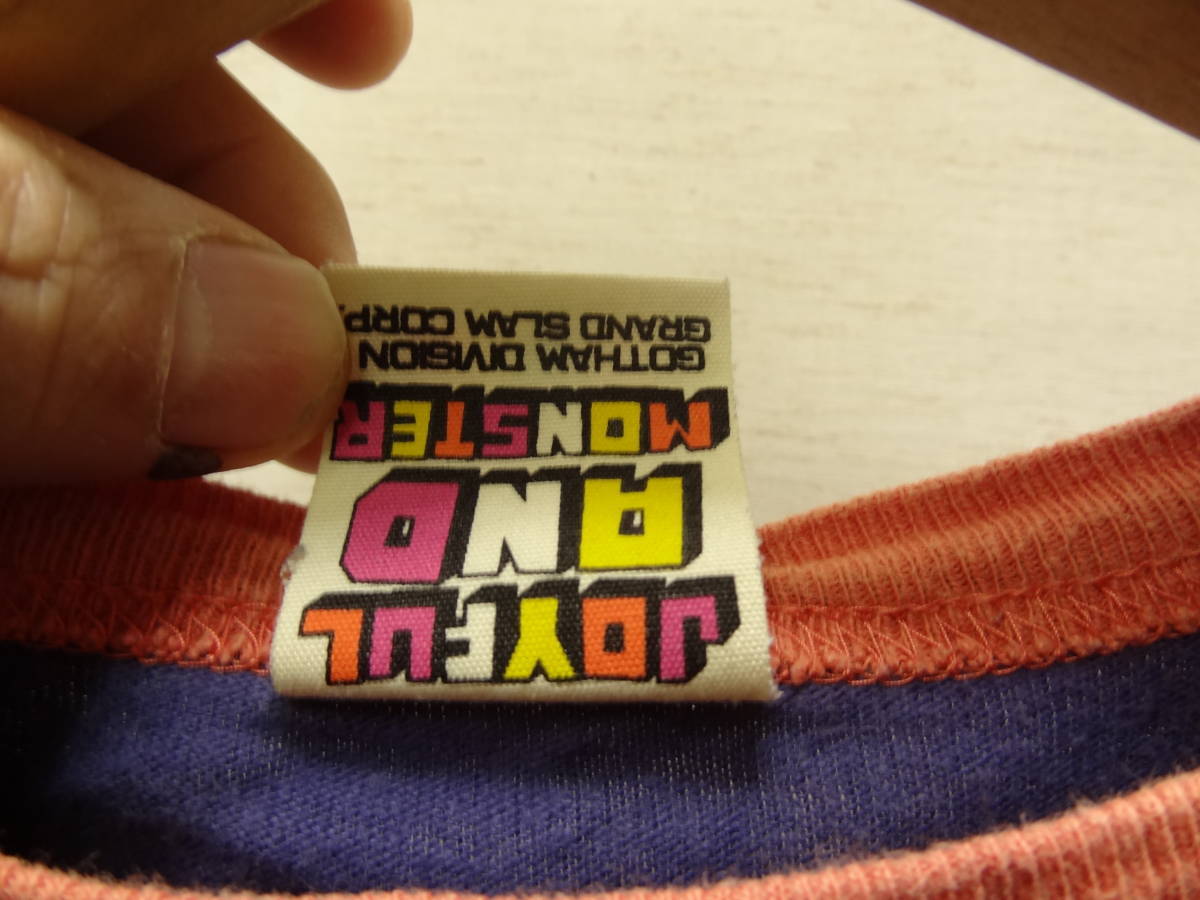 JOYFUL
AND
MONSTER
GOTHAM DIVISION
GRAND SLAM CORP.